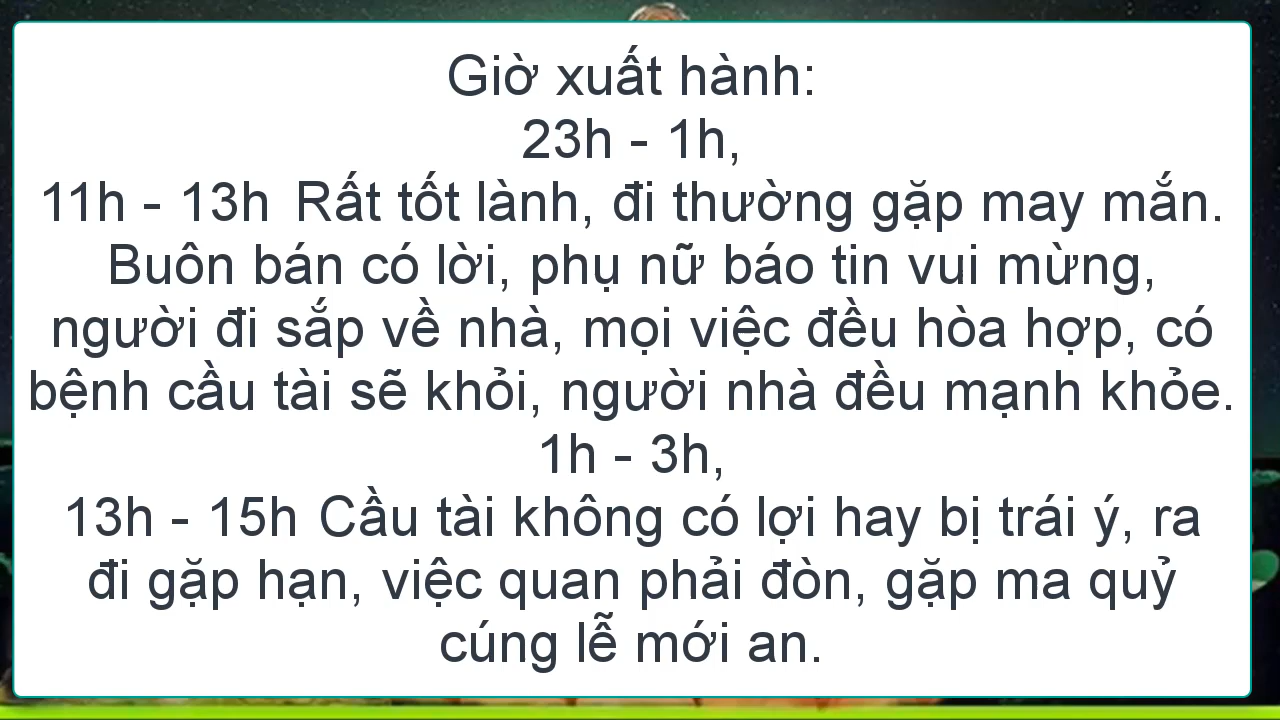 Giờ xuất hành:
23h - 1h,
11h - 13h Rất tốt lành, đi thường gặp may mắn.
Buôn bán có lời, phụ nữ báo tin vui mừng,
người đi sắp về nhà, mọi việc đều hòa hợp, có
bệnh cầu tài sẽ khỏi, người nhà đều mạnh khỏe.
1h - 3h,
13h - 15h Cầu tài không có lợi hay bị trái ý, ra
đi gặp hạn, việc quan phải đòn, gặp ma quỷ
cúng lễ mới an.